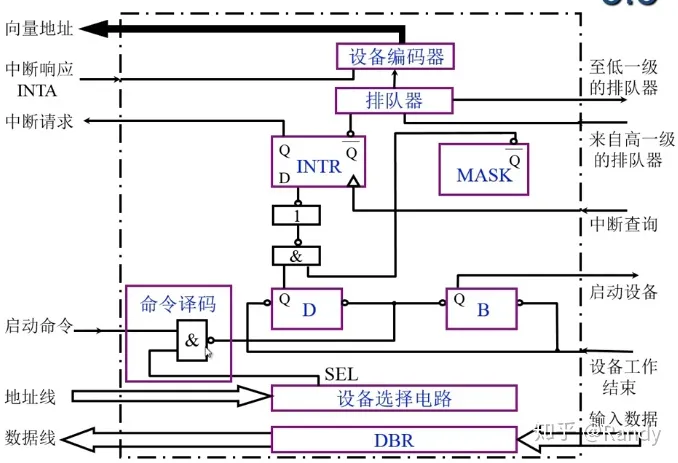 向量地址
设备编码器
至低一级
的排队器
中断响应
INTA
排队器
中断请求
来自高一级
的排队器
Q
Q
INTR
D
Q
MASK
1
中断查询
&
命令译码
Q
D
Q
B
启动设备
启动命令
&
设备工作
结束
SEL
地址线
设备选择电路
数据线
DBR
输入数据
知乎 @Randy